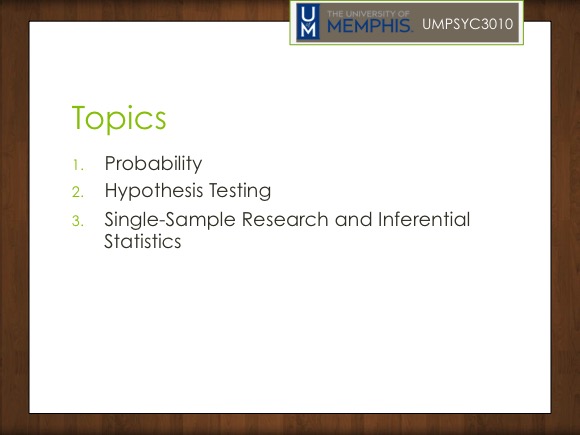 UM
THE UNIVERSITY OF
MEMPHIS.
UMPSYC3010
Topics
1. Probability
2. Hypothesis Testing
3. Single-Sample Research and Inferential
Statistics